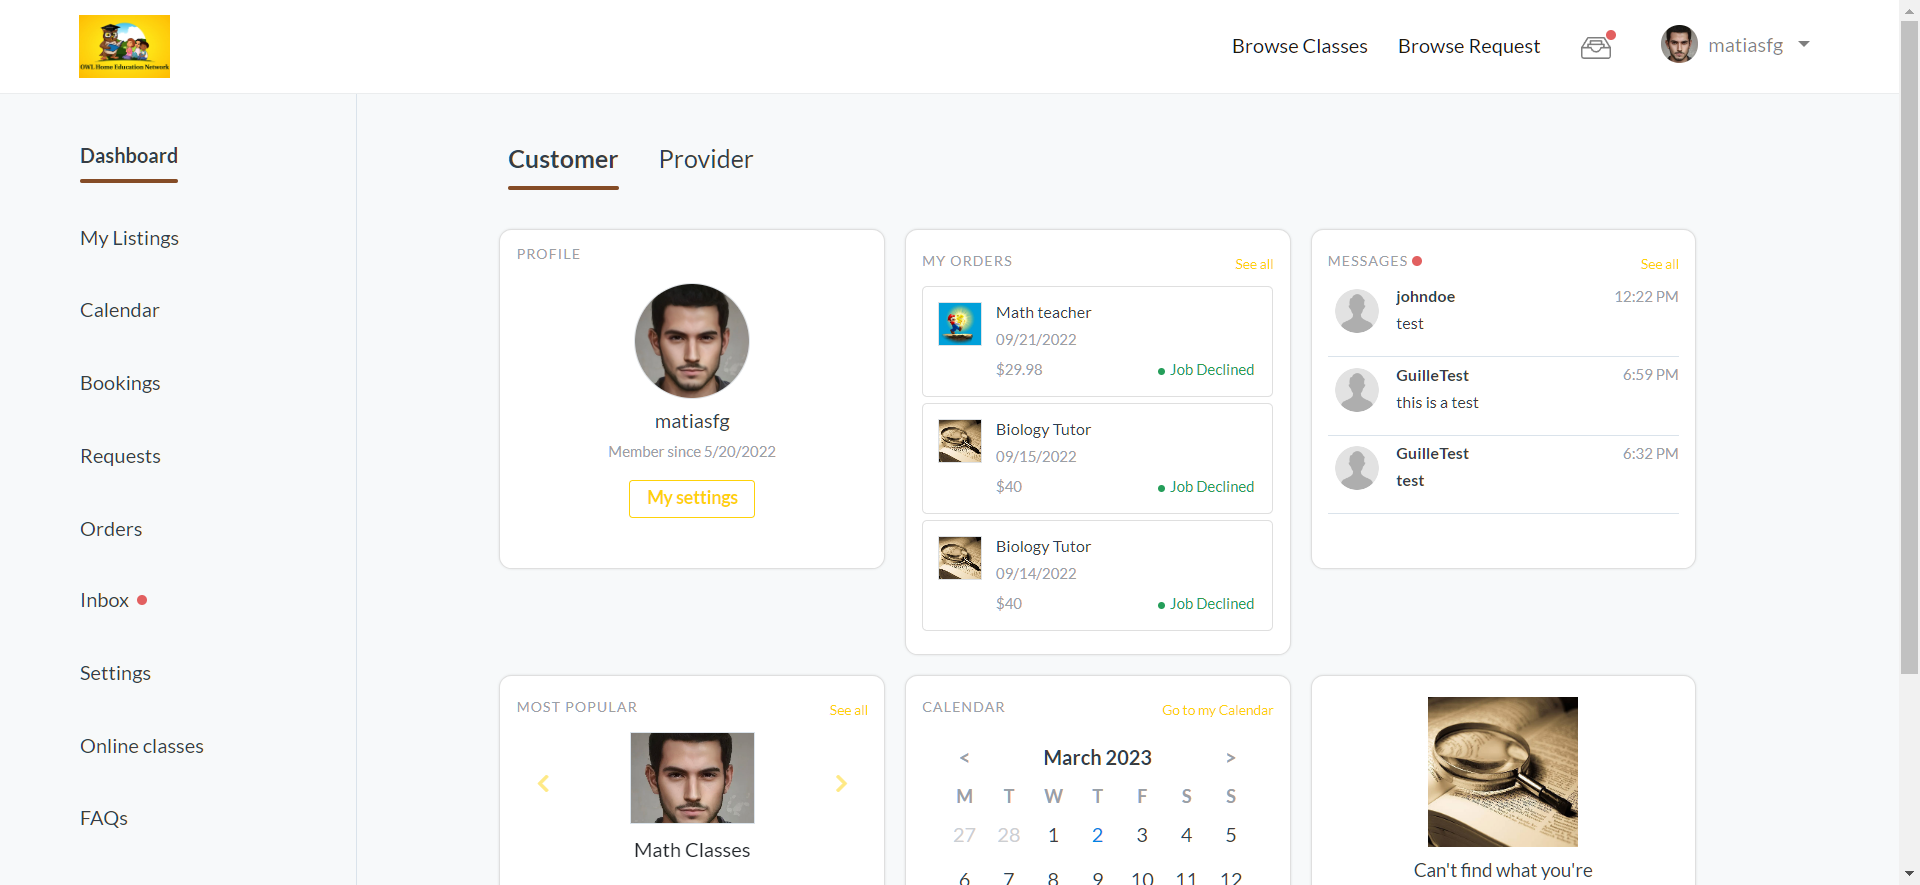 OWL Home Education Network
Browse Classes
Browse Request
matiasfg
Dashboard
My Listings
Calendar
Bookings
Requests
Orders
Inbox
Settings
Online classes
FAQs
Customer
Provider
PROFILE
matiasfg
Member since 5/20/2022
My settings
MY ORDERS
See all
Math teacher
09/21/2022
$29.98
Job Declined
Biology Tutor
09/15/2022
$40
Job Declined
Biology Tutor
09/14/2022
$40
Job Declined
MESSAGES
See all
johndoe
12:22 PM
test
GuilleTest
6:59 PM
this is a test
GuilleTest
6:32 PM
test
MOST POPULAR
See all
Math Classes
CALENDAR
Go to my Calendar
< March 2023 >
M T W T F S S
27 28 1 2 3 4 5
6 7 8 9 10 11 12
Can't find what you're